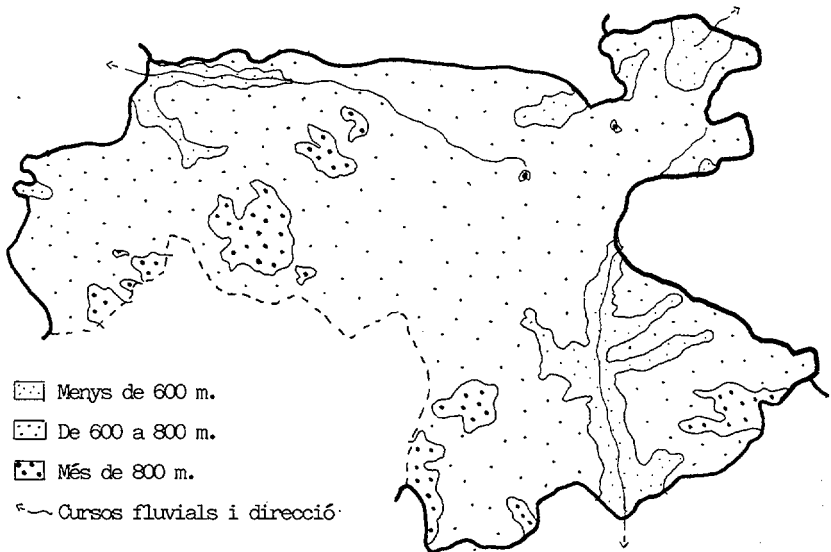 Menys de 600 m.
De 600 a 800 m.
Més de 800 m.
Cursos fluvials i direcció